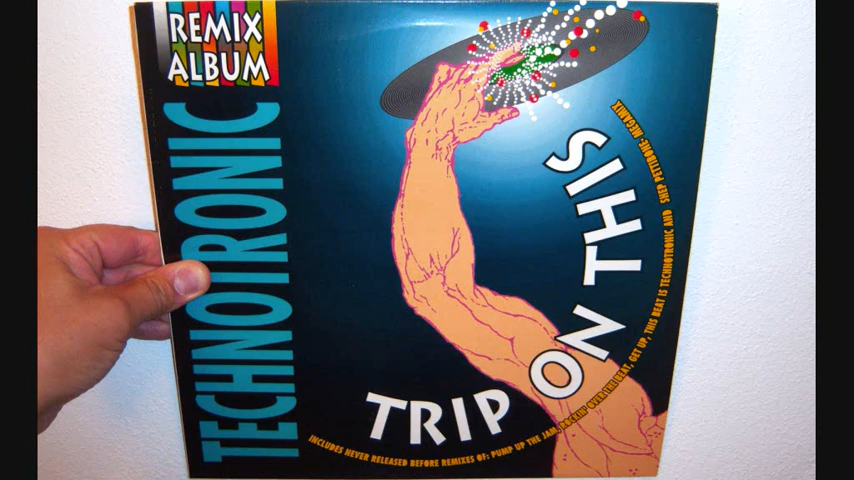 REMIX
ALBUM
TECHNOTRONIC
TRIP ON THIS
INCLUDES NEVER RELEASED BEFORE REMIXES OF: PUMP UP THE JAM, ROCKIN' OVER THE BEAT, GET UP, THIS BEAT IS TECHNOTRONIC AND SHEP PETTIBONE· MEGAMIX